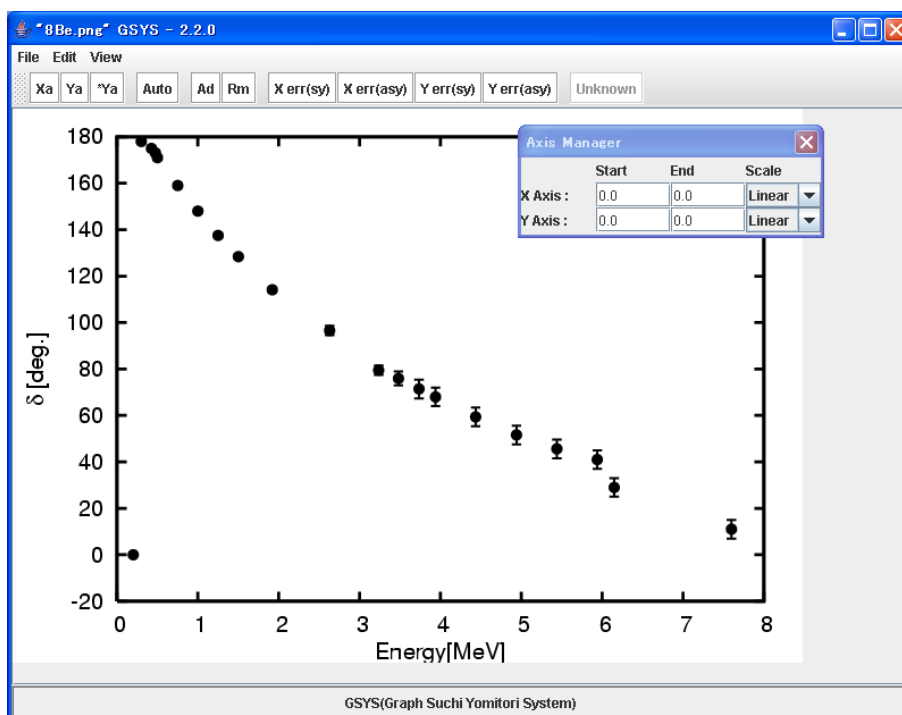 "8Be.png" GSYS - 2.2.0
File Edit View
Xa Ya *Ya Auto Ad Rm X err(sy) X err(asy) Y err(sy) Y err(asy) Unknown
Axis Manager
Start End Scale
X Axis : 0.0 0.0 Linear
Y Axis : 0.0 0.0 Linear
180
160
140
120
100
80
60
40
20
0
-20
δ [deg.]
0 1 2 3 4 5 6 7 8
Energy[MeV]
GSYS(Graph Suchi Yomitori System)